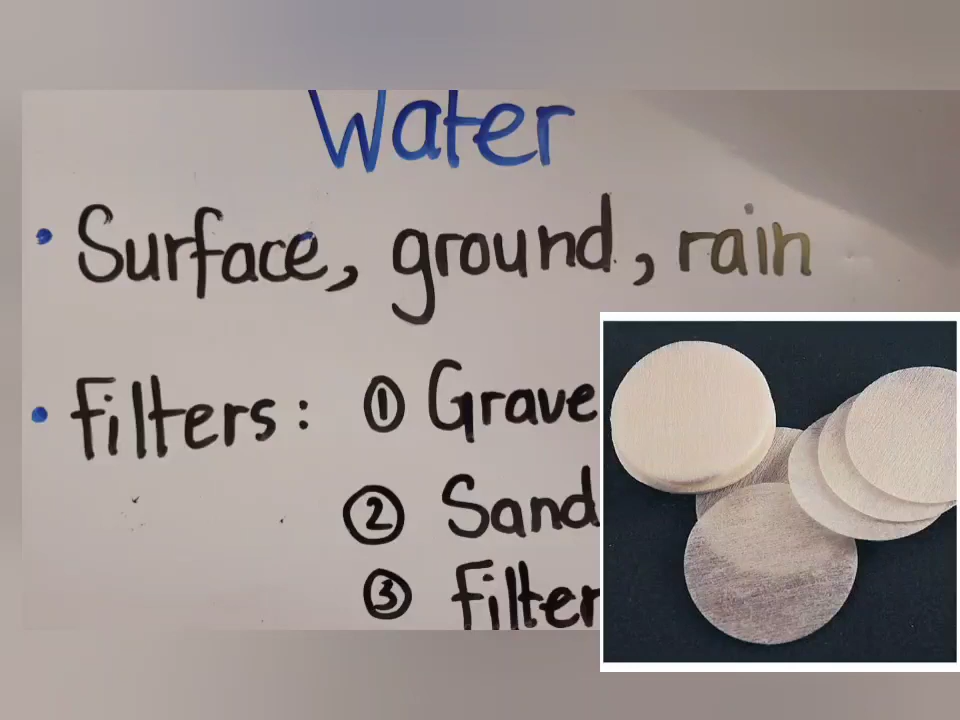 Water
• Surface, ground, rain
• Filters: ① Grave
② Sand
③ Filter